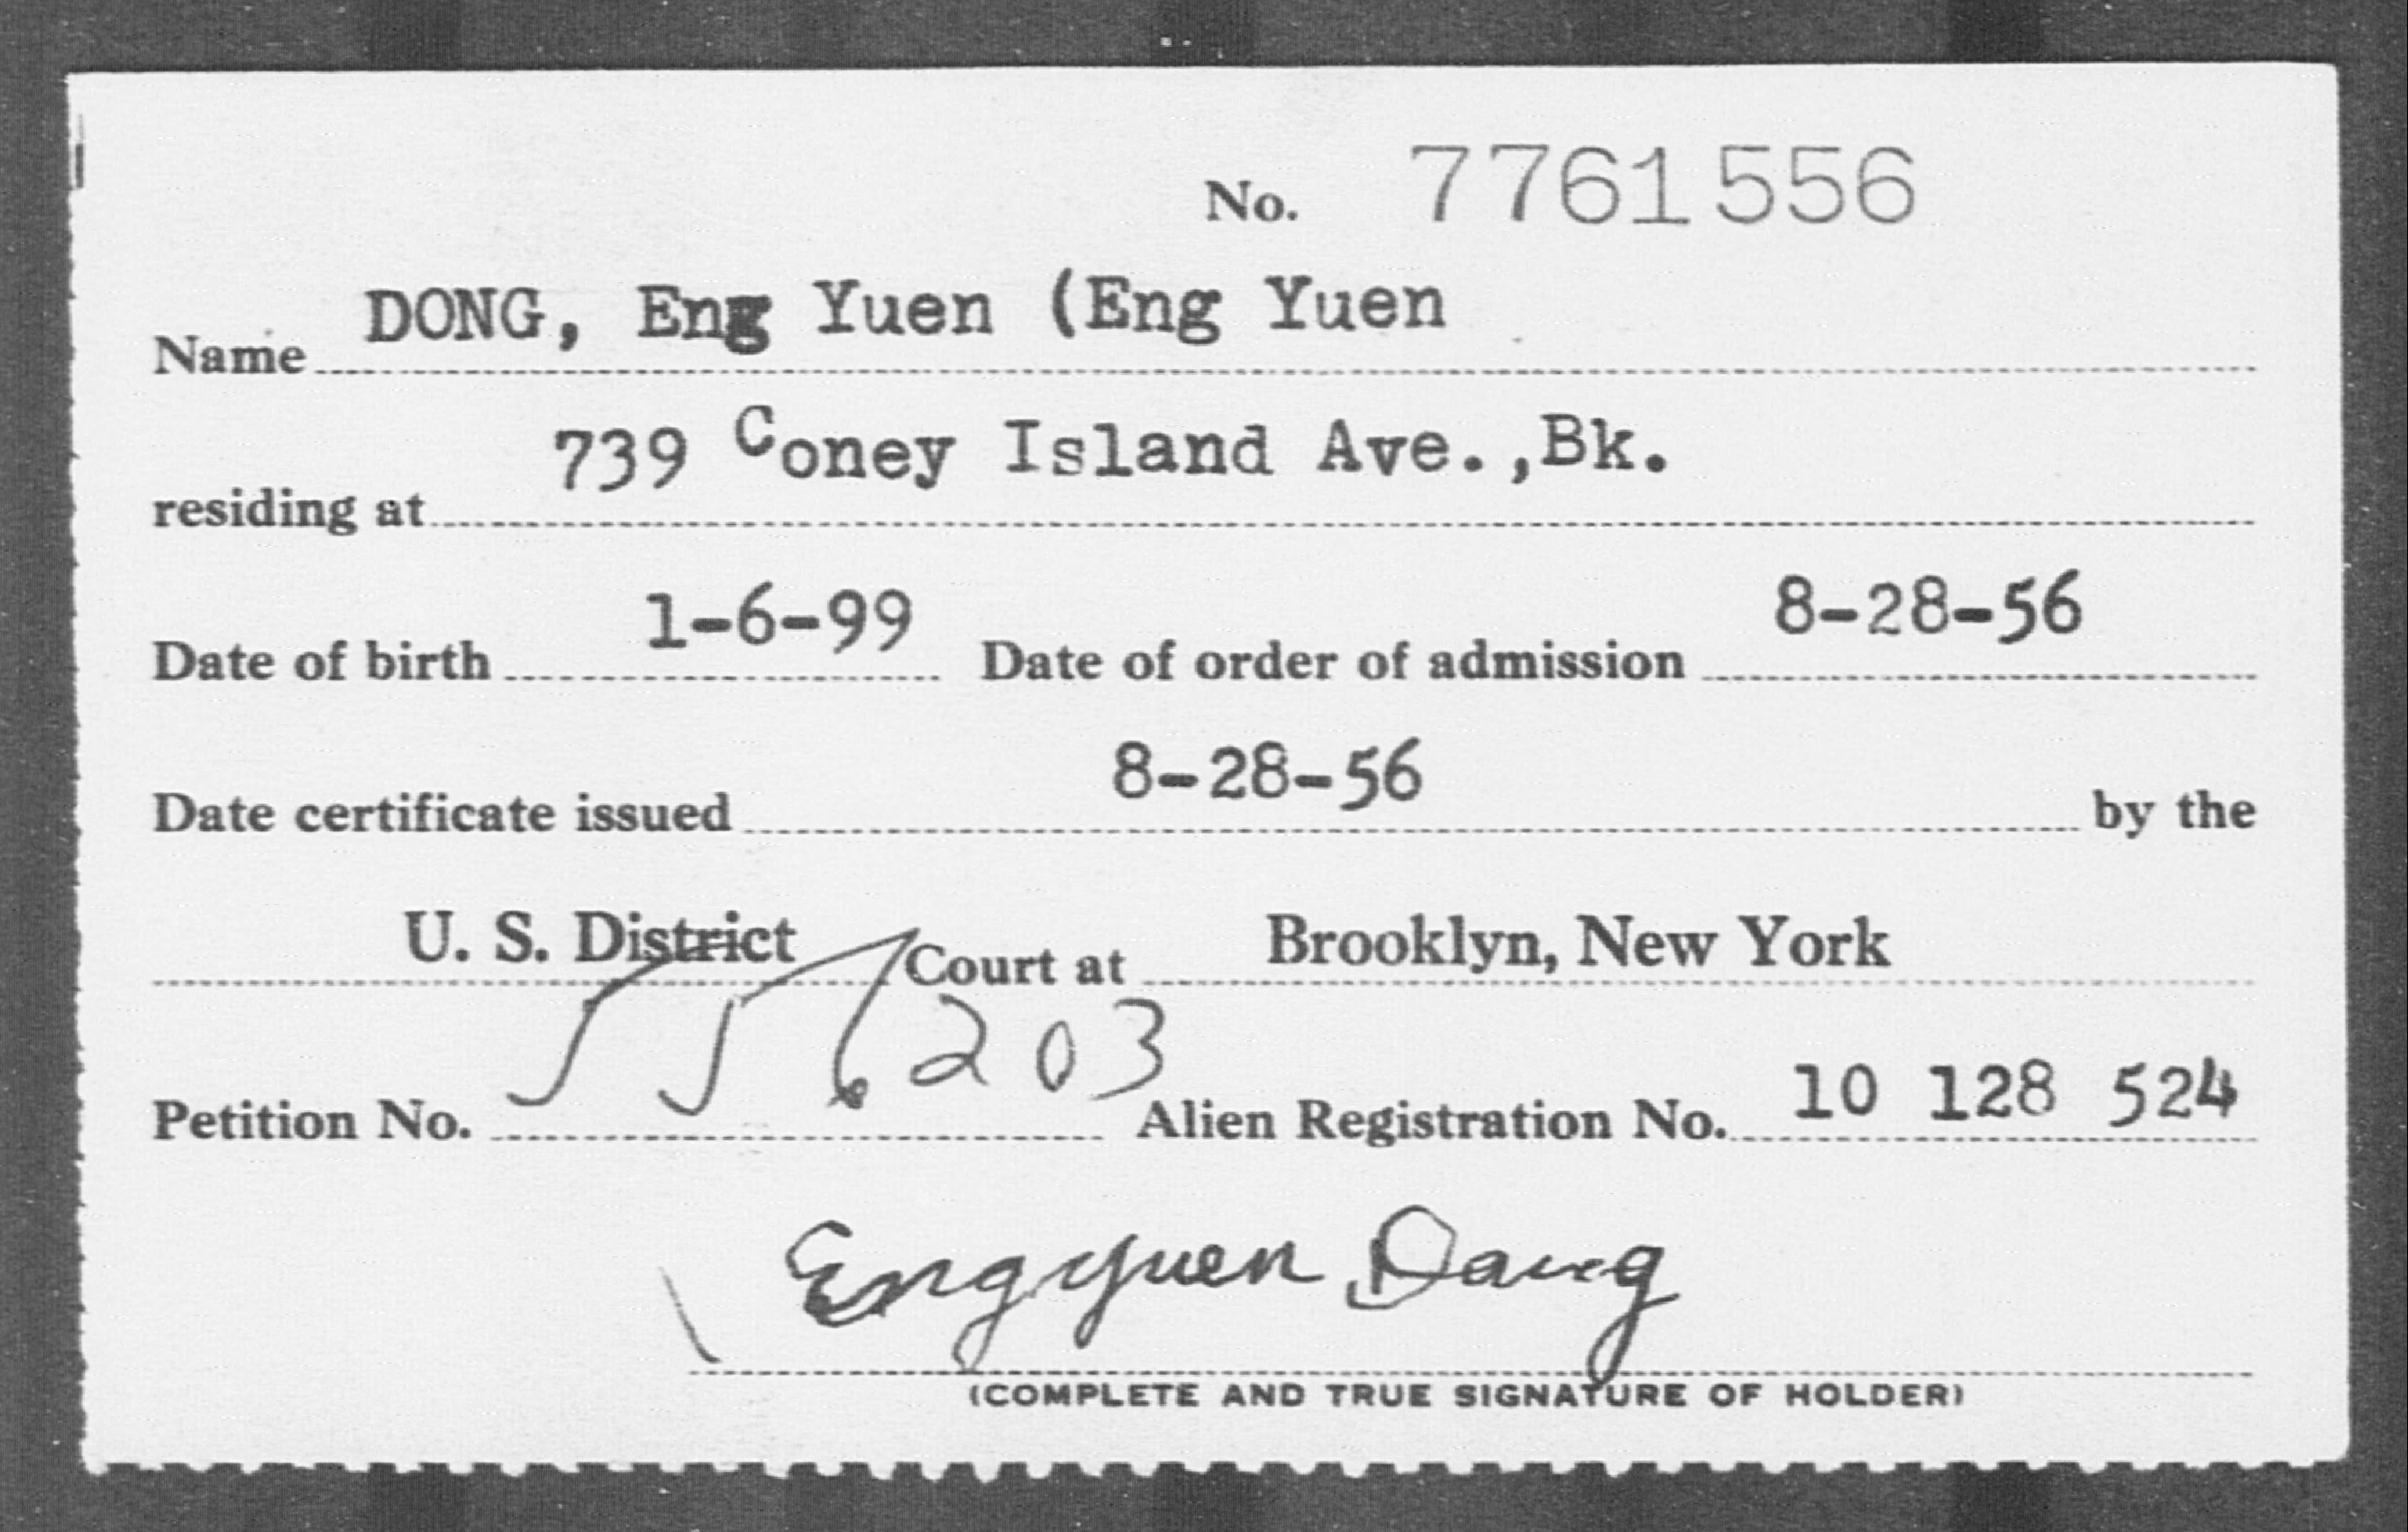 No. 7761556
Name DONG, Eng Yuen (Eng Yuen
residing at 739 Coney Island Ave.,Bk.
Date of birth 1-6-99 Date of order of admission 8-28-56
Date certificate issued 8-28-56 by the
U. S. District Court at Brooklyn, New York
Petition No. 556203 Alien Registration No. 10 128 524
Eng yuen Dong
(COMPLETE AND TRUE SIGNATURE OF HOLDER)